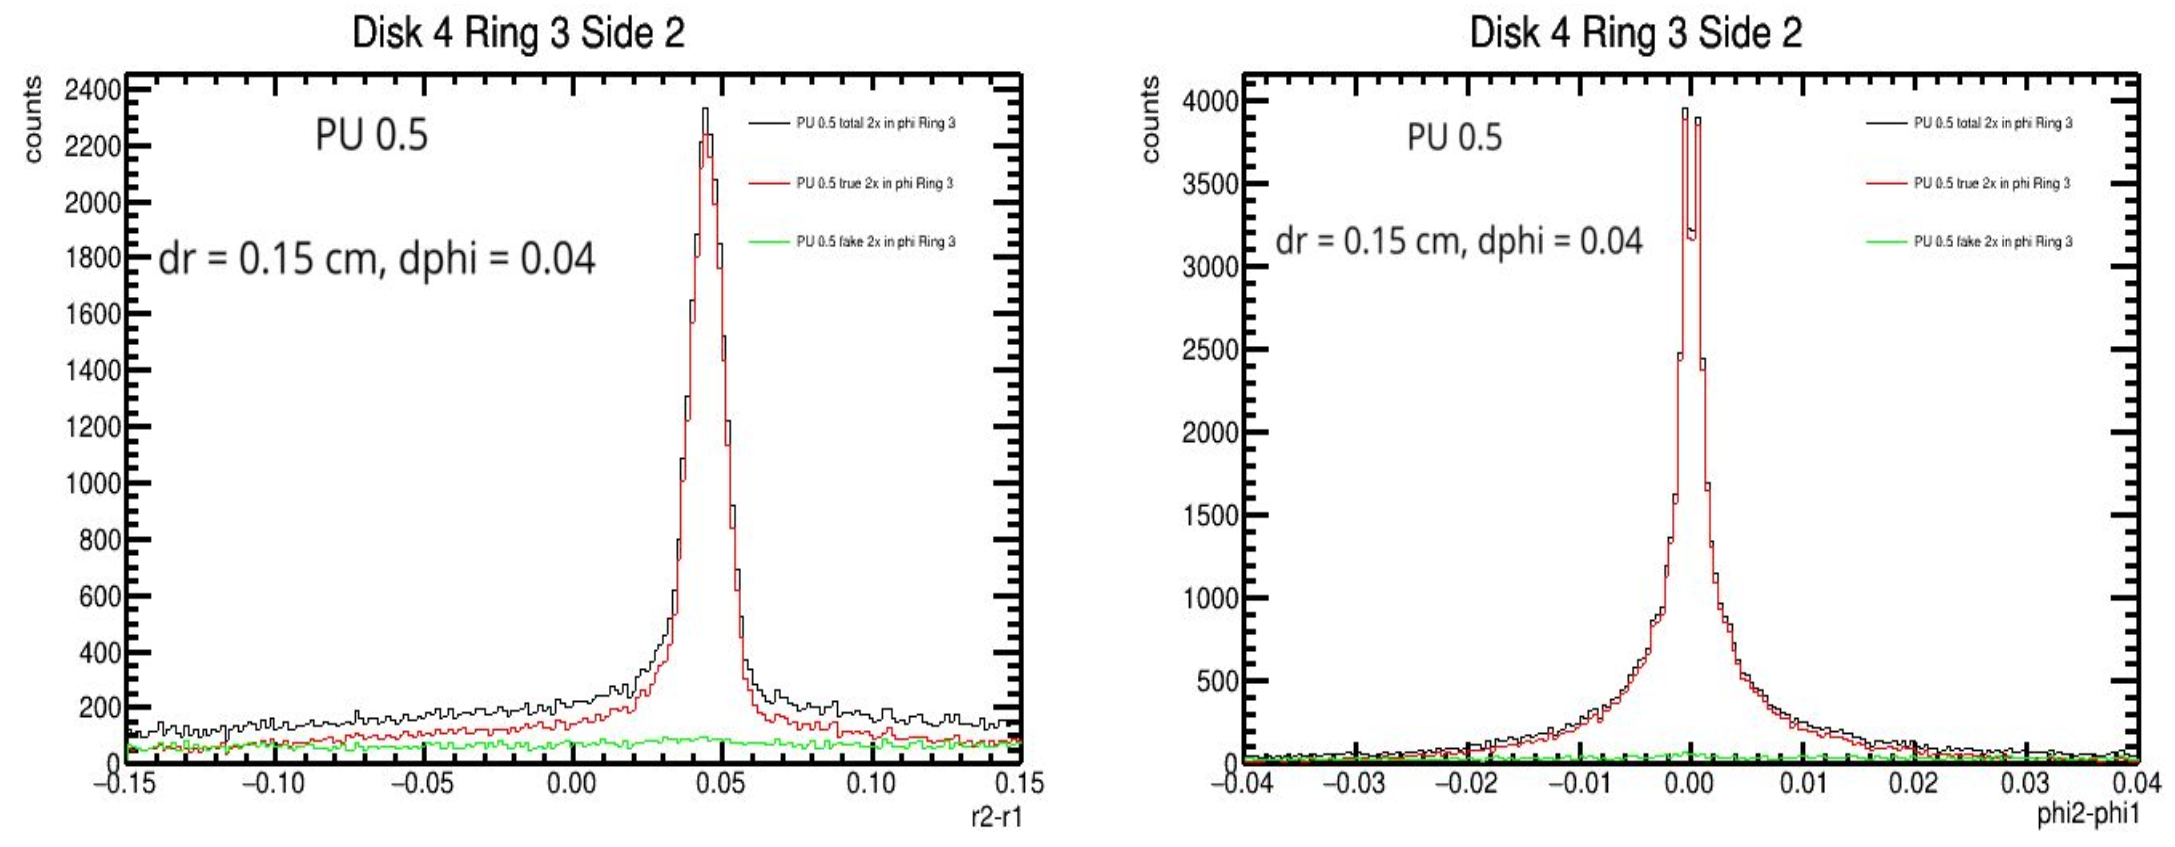 Disk 4 Ring 3 Side 2
counts
2400
2200
2000
1800
1600
1400
1200
1000
800
600
400
200
0
PU 0.5
dr = 0.15 cm, dphi = 0.04
PU 0.5 total 2x in phi Ring 3
PU 0.5 true 2x in phi Ring 3
PU 0.5 fake 2x in phi Ring 3
−0.15 −0.10 −0.05 0.00 0.05 0.10 0.15
r2-r1
Disk 4 Ring 3 Side 2
counts
4000
3500
3000
2500
2000
1500
1000
500
0
PU 0.5
dr = 0.15 cm, dphi = 0.04
PU 0.5 total 2x in phi Ring 3
PU 0.5 true 2x in phi Ring 3
PU 0.5 fake 2x in phi Ring 3
−0.04 −0.03 −0.02 −0.01 0.00 0.01 0.02 0.03 0.04
phi2-phi1